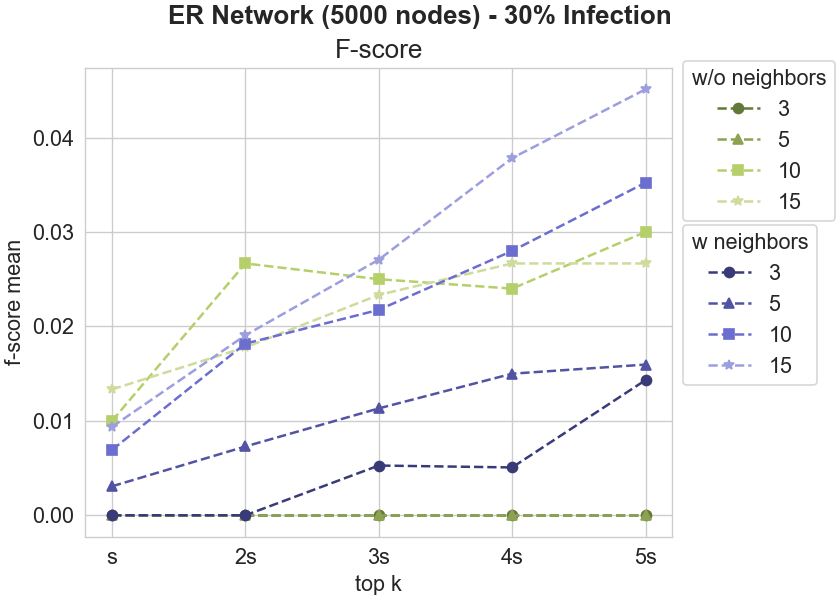 ER Network (5000 nodes) - 30% Infection
F-score
w/o neighbors
3
5
10
15
w neighbors
3
5
10
15
f-score mean
0.04
0.03
0.02
0.01
0.00
s 2s 3s 4s 5s
top k